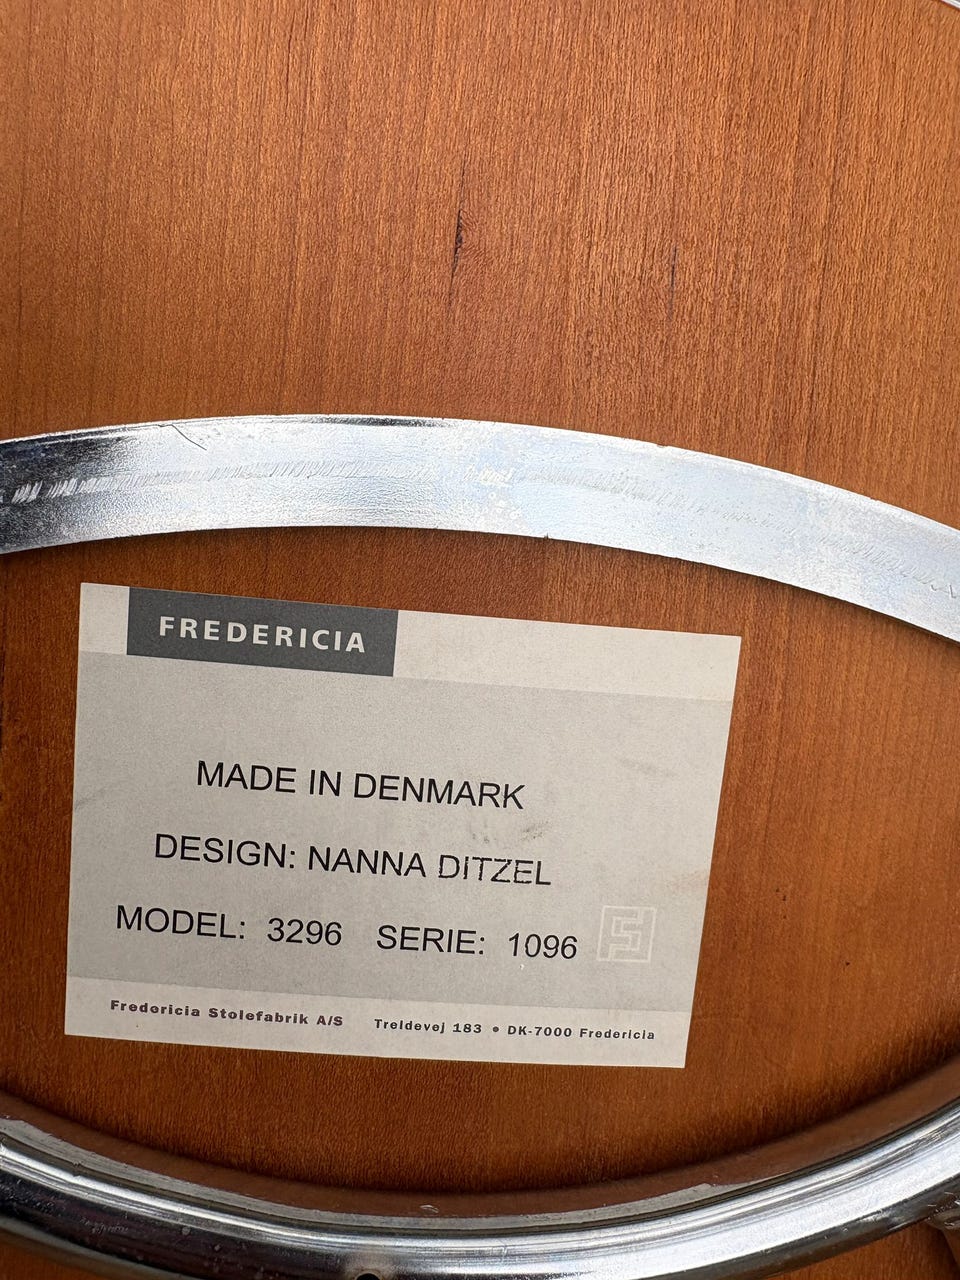 FREDERICIA
MADE IN DENMARK
DESIGN: NANNA DITZEL
MODEL: 3296 SERIE: 1096
Fredericia Stolefabrik A/S Treldevej 183 • DK-7000 Fredericia